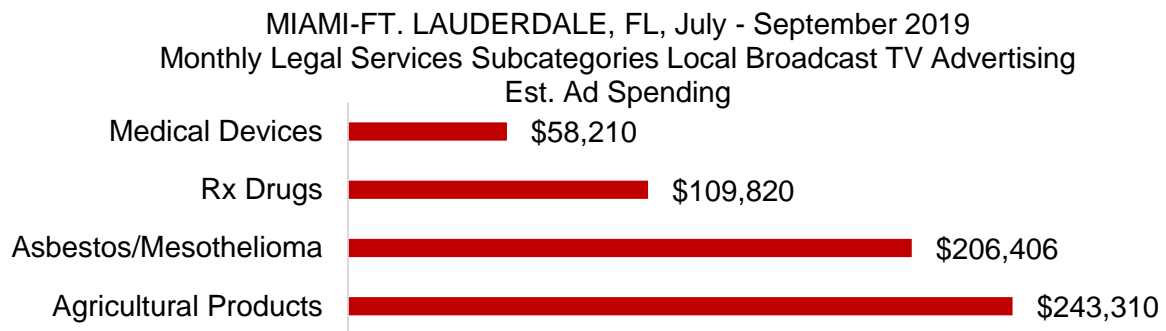 MIAMI-FT. LAUDERDALE, FL, July - September 2019
Monthly Legal Services Subcategories Local Broadcast TV Advertising
Est. Ad Spending
Medical Devices $58,210
Rx Drugs $109,820
Asbestos/Mesothelioma $206,406
Agricultural Products $243,310